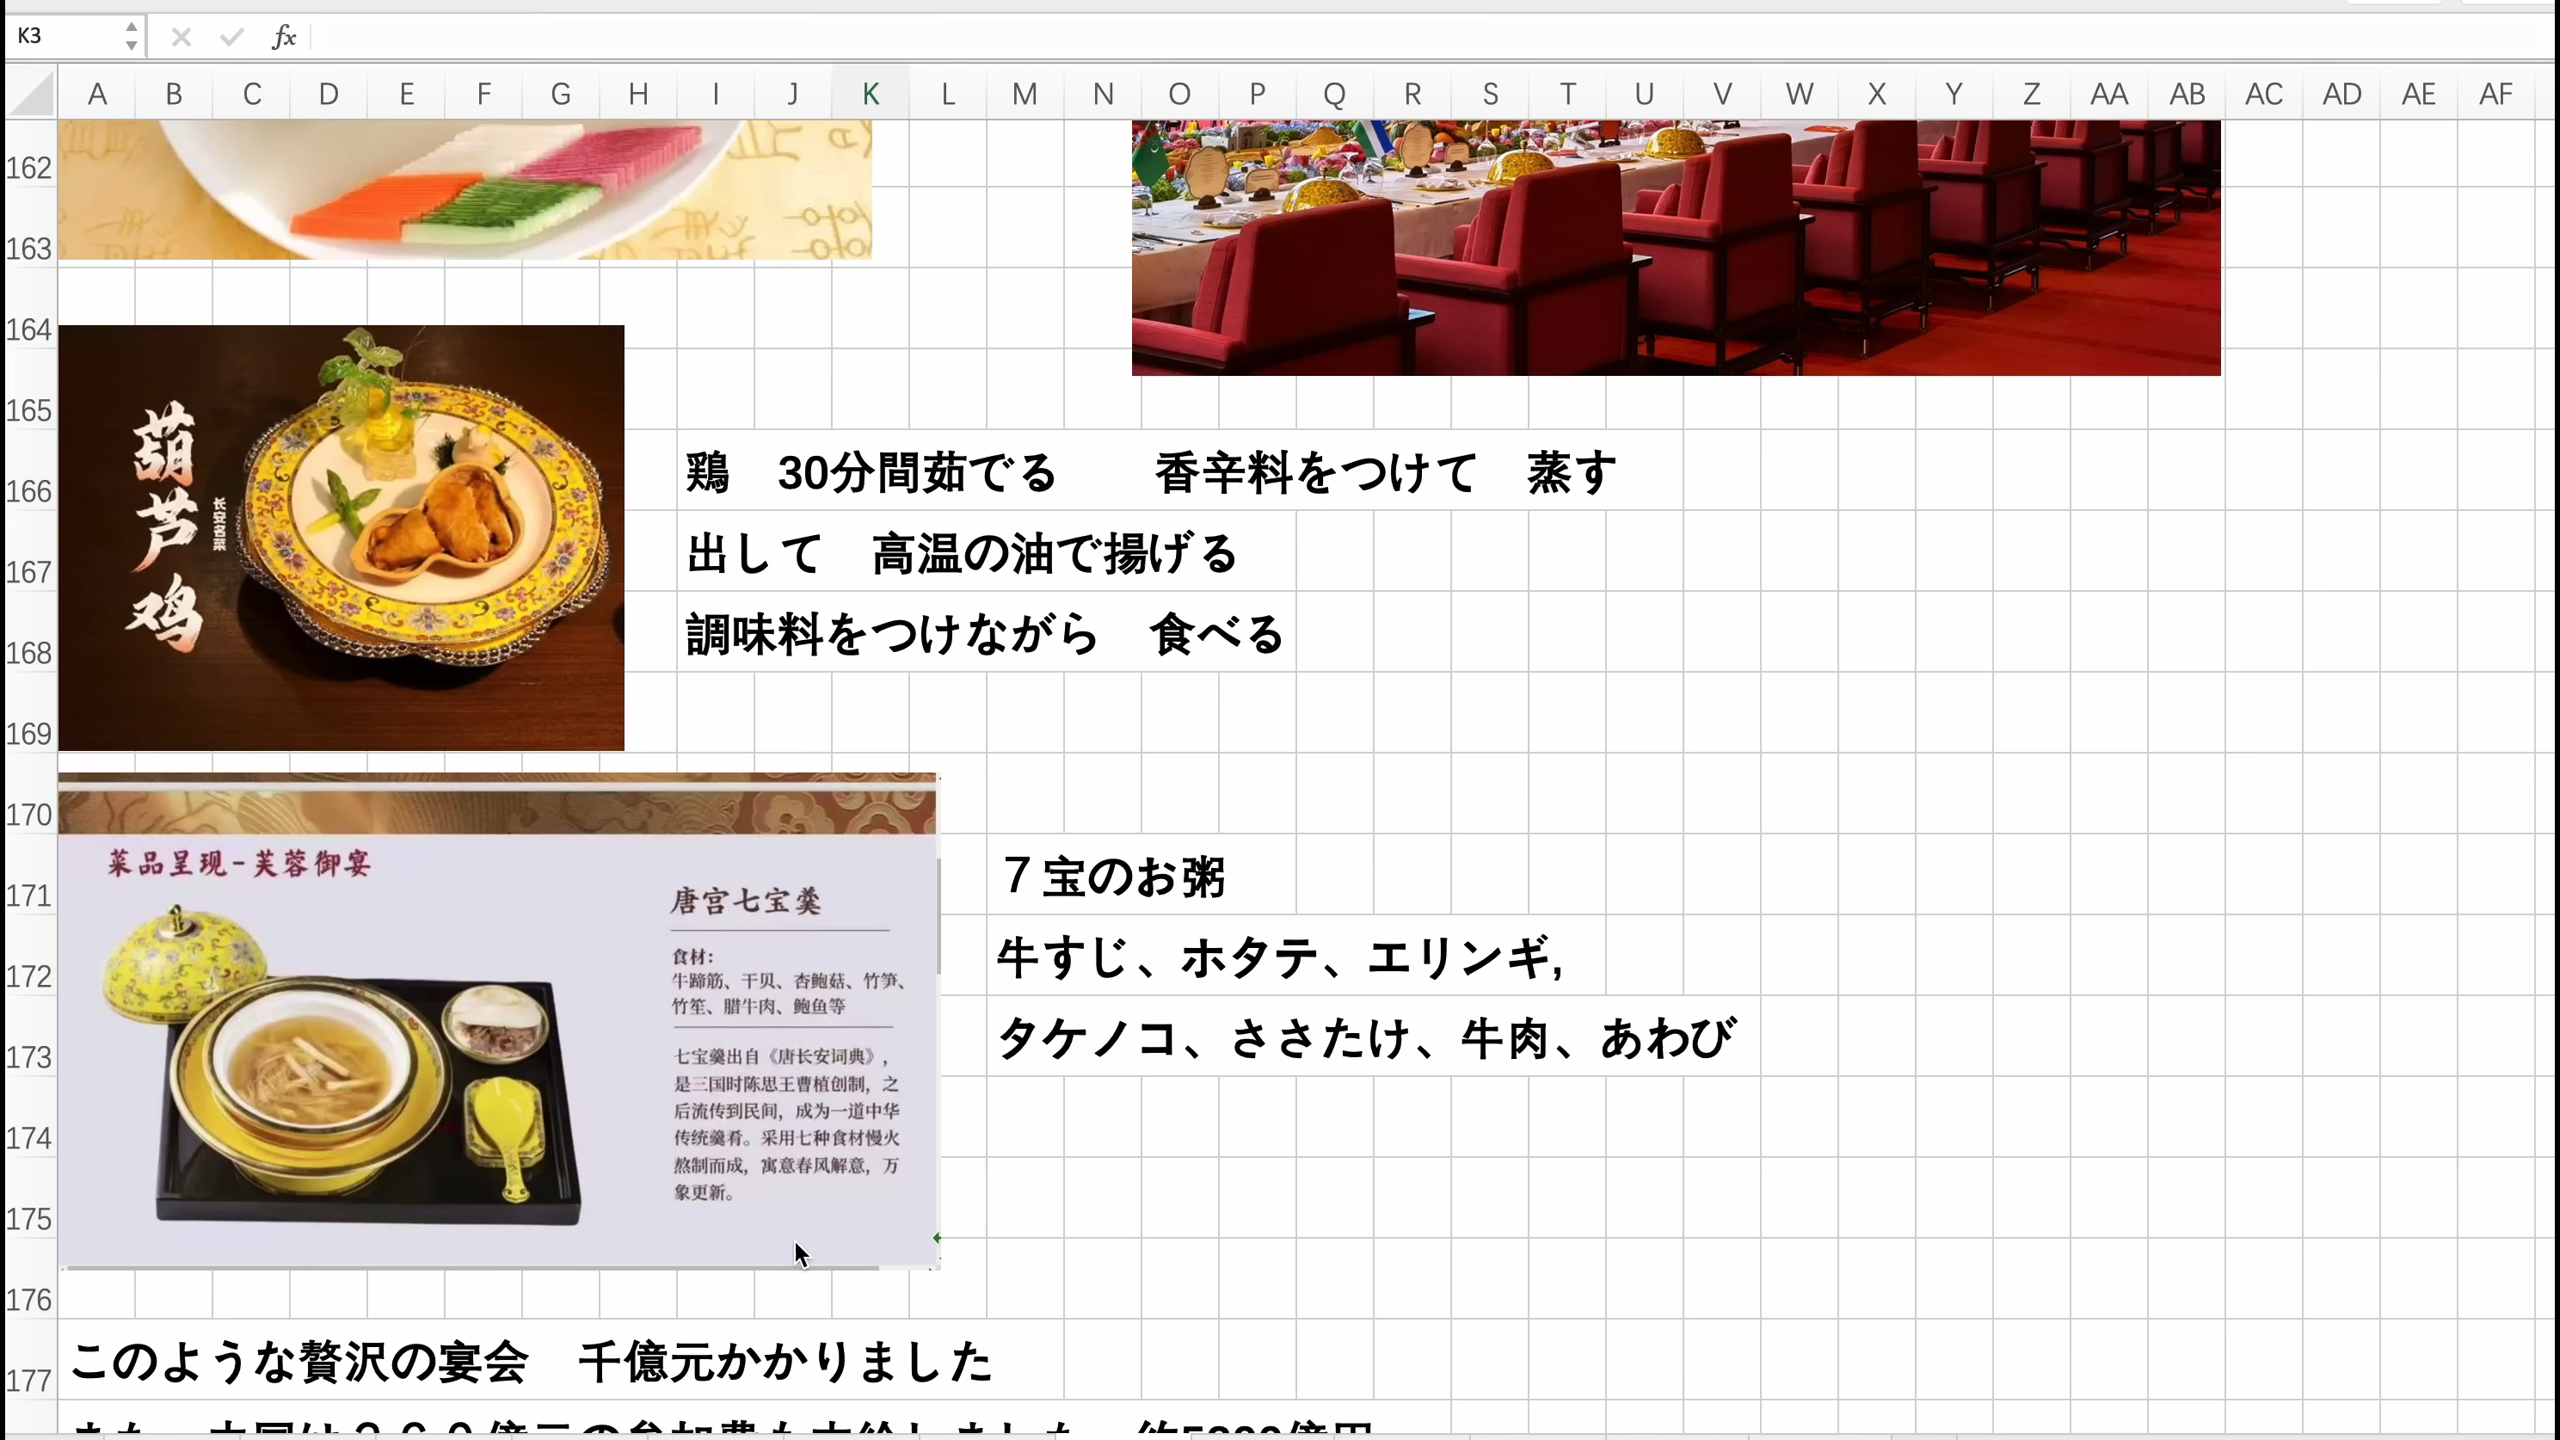 K3
fx
A B C D E F G H I J K L M N O P Q R S T U V W X Y Z AA AB AC AD AE AF
162
163
164
165
166
167
168
169
170
171
172
173
174
175
176
177
葫芦鸡
长安名菜
鶏　30分間茹でる　　香辛料をつけて　蒸す
出して　高温の油で揚げる
調味料をつけながら　食べる
菜品呈现-芙蓉御宴
唐宫七宝羹
食材：
牛蹄筋、干贝、杏鲍菇、竹笋、
竹笙、腊牛肉、鲍鱼等
七宝羹出自《唐长安词典》，
是三国时陈思王曹植创制，之
后流传到民间，成为一道中华
传统羹肴。采用七种食材慢火
熬制而成，寓意春风解意，万
象更新。
７宝のお粥
牛すじ、ホタテ、エリンギ,
タケノコ、ささたけ、牛肉、あわび
このような贅沢の宴会　千億元かかりました